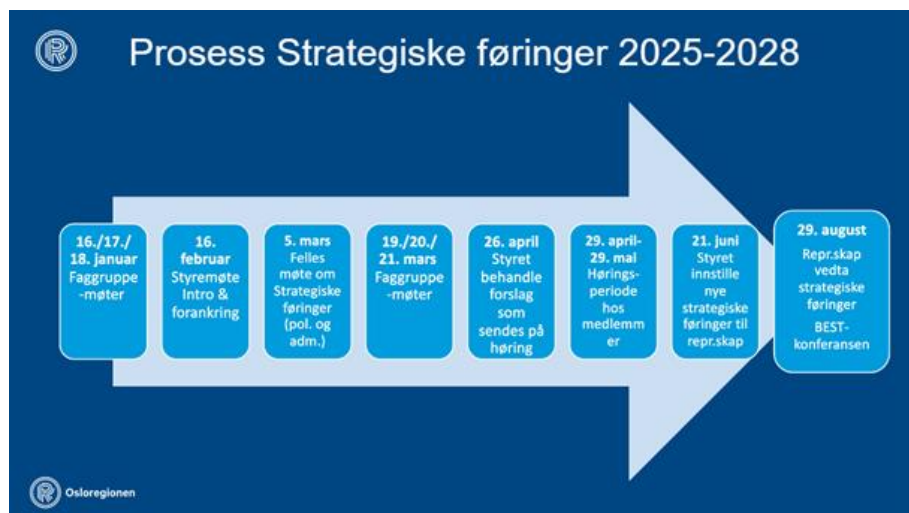 Prosess Strategiske føringer 2025-2028
16./17./
18. januar
Faggruppe
-møter
16.
februar
Styremøte
Intro &
forankring
5. mars
Felles
møte om
Strategiske
føringer
(pol. og
adm.)
19./20./
21. mars
Faggruppe
-møter
26. april
Styret
behandle
forslag
som
sendes på
høring
29. april-
29. mai
Hørings-
periode
hos
medlemm
er
21. juni
Styret
innstille
nye
strategiske
føringer til
repr.skap
29. august
Repr.skap
vedta
strategiske
føringer
BEST-
konferansen
Osloregionen